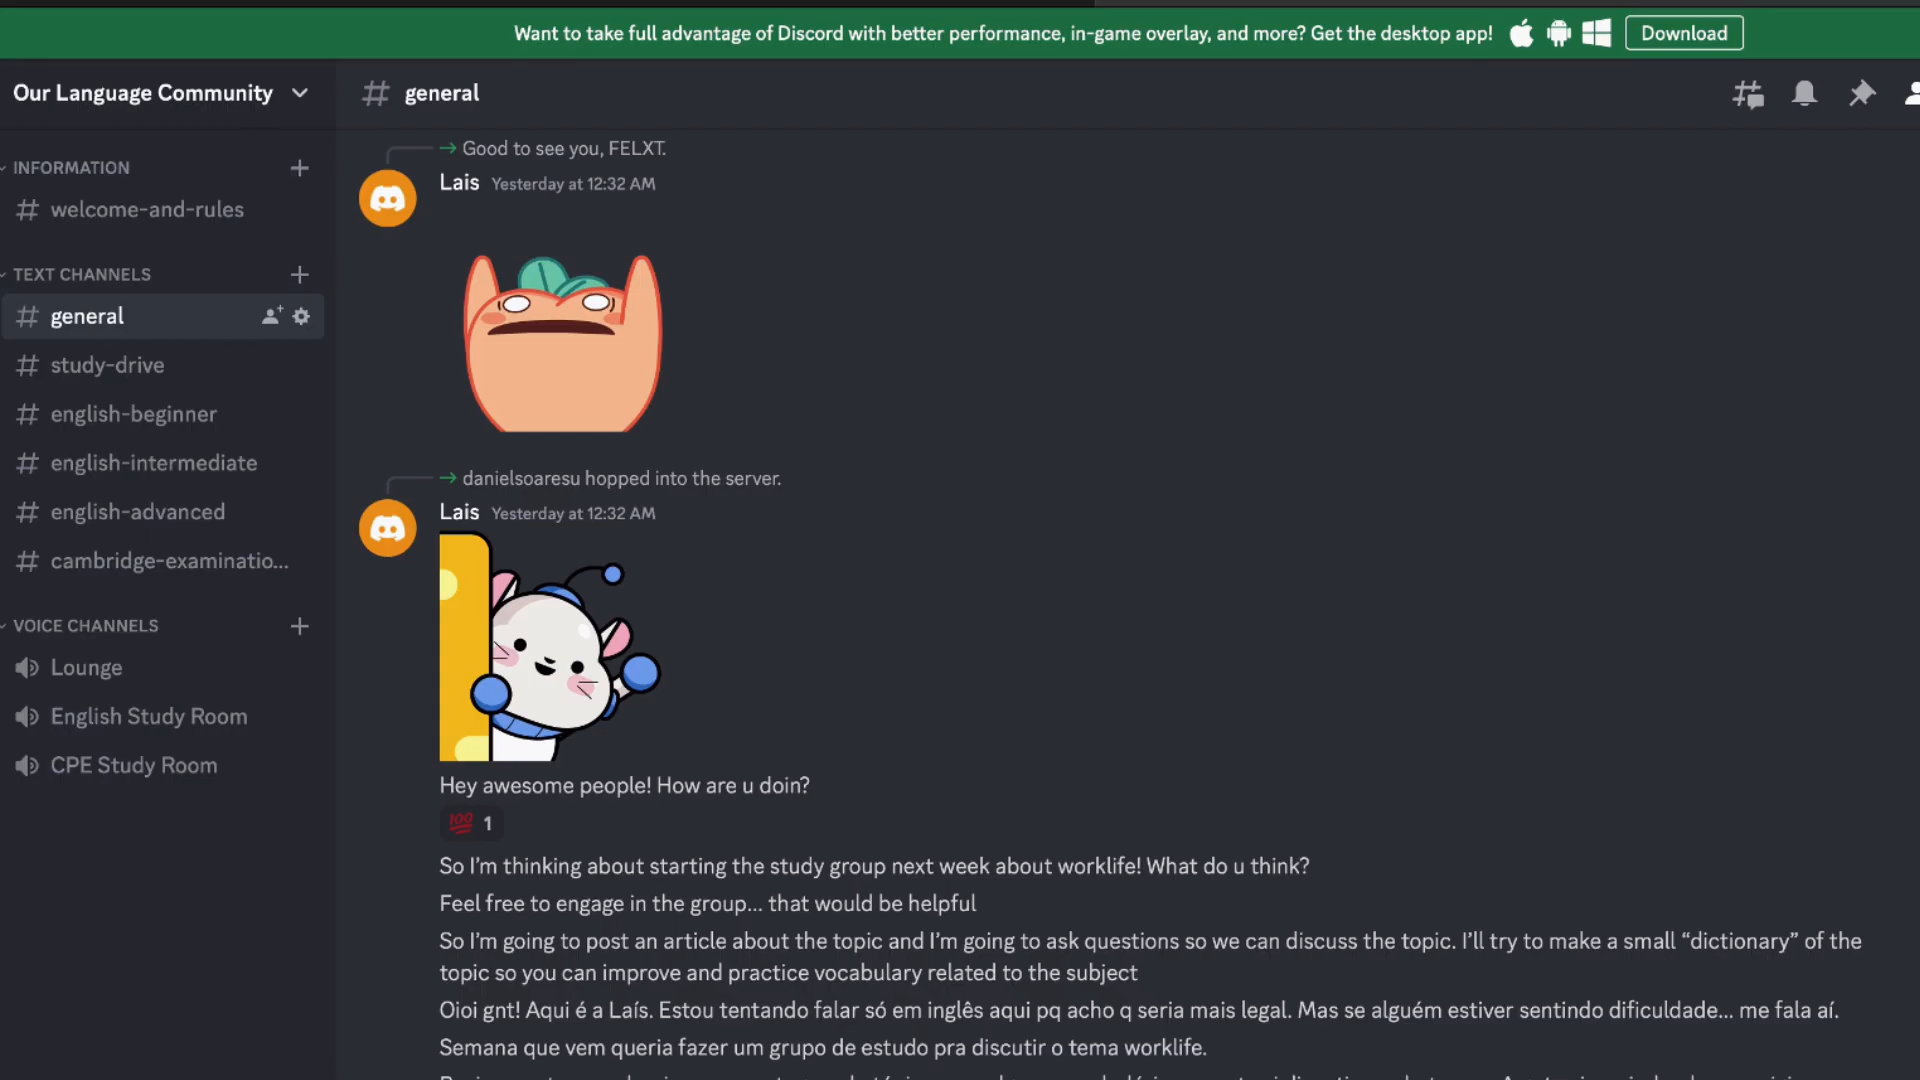 Want to take full advantage of Discord with better performance, in-game overlay, and more? Get the desktop app!
Download
Our Language Community
general
INFORMATION
welcome-and-rules
TEXT CHANNELS
general
study-drive
english-beginner
english-intermediate
english-advanced
cambridge-examinatio...
VOICE CHANNELS
Lounge
English Study Room
CPE Study Room
Good to see you, FELXT.
Lais Yesterday at 12:32 AM
danielsoaresu hopped into the server.
Lais Yesterday at 12:32 AM
Hey awesome people! How are u doin?
100 1
So I'm thinking about starting the study group next week about worklife! What do u think?
Feel free to engage in the group... that would be helpful
So I'm going to post an article about the topic and I'm going to ask questions so we can discuss the topic. I'll try to make a small “dictionary” of the
topic so you can improve and practice vocabulary related to the subject
Oioi gnt! Aqui é a Laís. Estou tentando falar só em inglês aqui pq acho q seria mais legal. Mas se alguém estiver sentindo dificuldade... me fala aí.
Semana que vem queria fazer um grupo de estudo pra discutir o tema worklife.